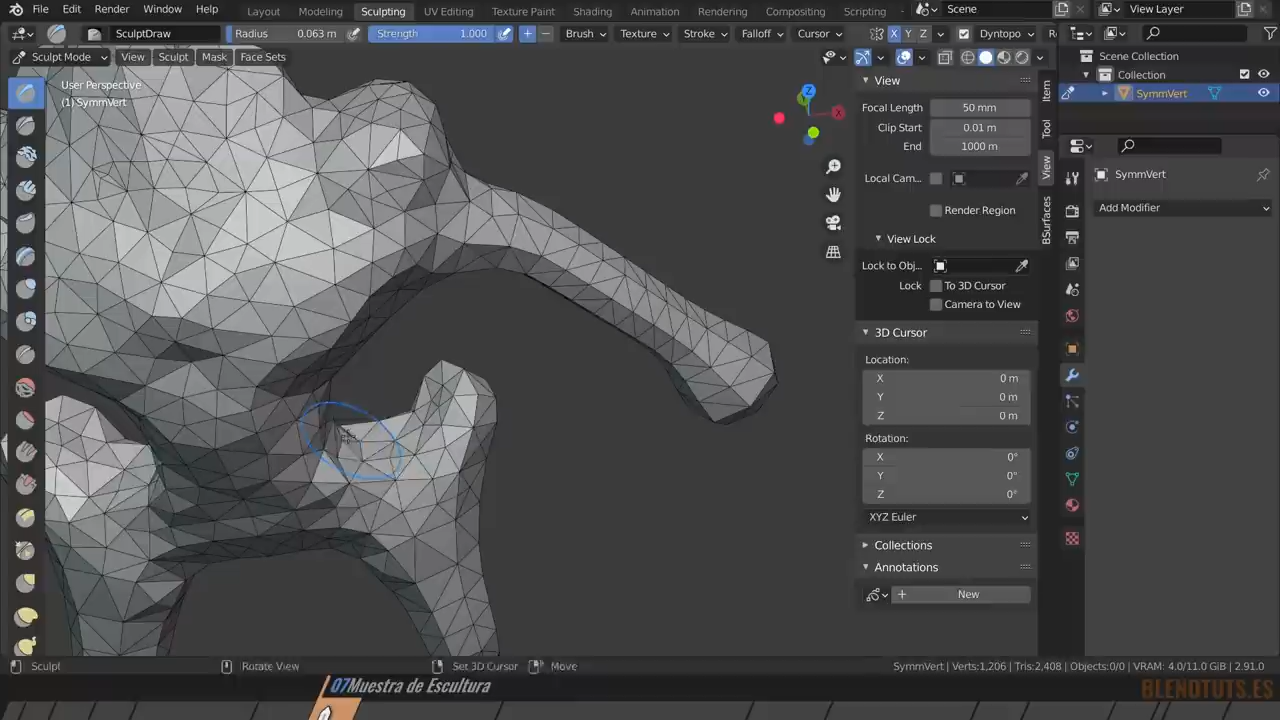 File Edit Render Window Help Layout Modeling Sculpting UV Editing Texture Paint Shading Animation Rendering Compositing Scripting Scene View Layer
SculptDraw Radius 0.063 m Strength 1.000 Brush Texture Stroke Falloff Cursor X Y Z Dyntopo
Sculpt Mode View Sculpt Mask Face Sets
User Perspective
(1) SymmVert
Z
X
View
Focal Length 50 mm
Clip Start 0.01 m
End 1000 m
Local Cam...
Render Region
View Lock
Lock to Obj...
Lock To 3D Cursor
Camera to View
3D Cursor
Location:
X 0 m
Y 0 m
Z 0 m
Rotation:
X 0°
Y 0°
Z 0°
XYZ Euler
Collections
Annotations
+ New
Item
Tool
View
BSurfaces
Scene Collection
Collection
SymmVert
SymmVert
Add Modifier
Sculpt Rotate View Set 3D Cursor Move SymmVert | Verts:1,206 | Tris:2,408 | Objects:0/0 | VRAM: 4.0/11.0 GiB | 2.91.0
07Muestra de Escultura
BLENDTUTS.ES